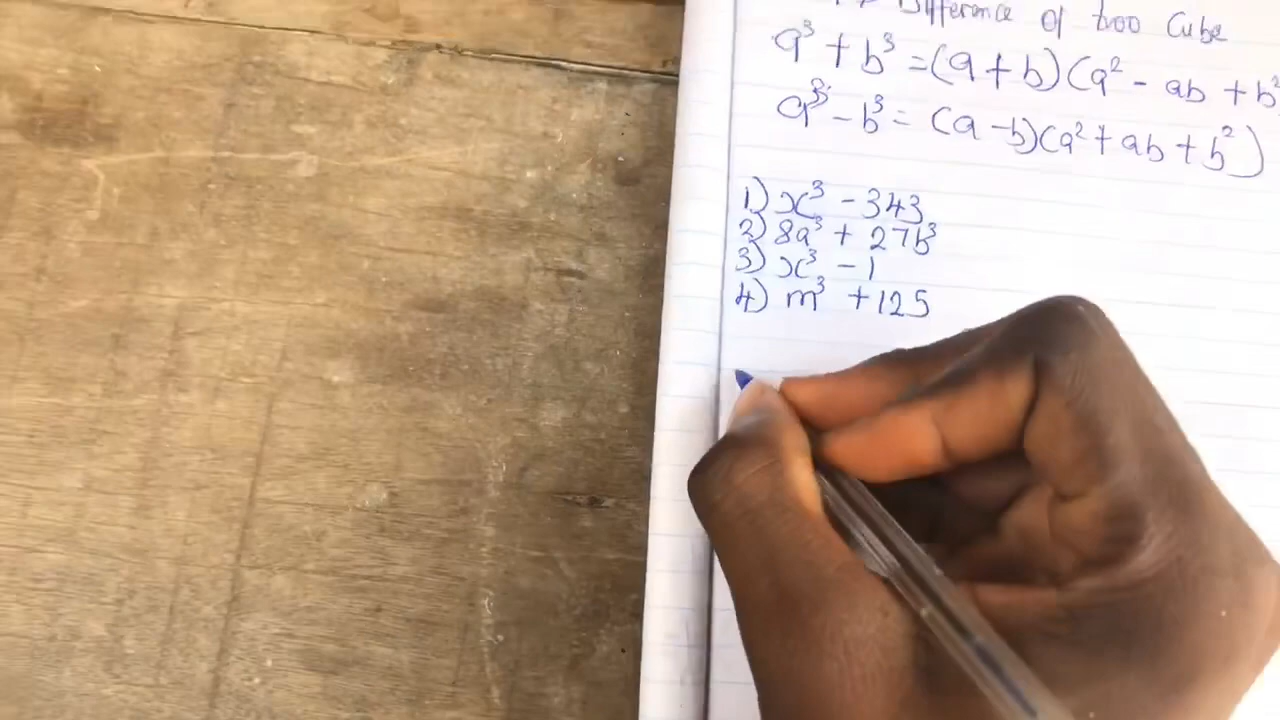 Difference of two Cube
a³ + b³ = (a + b)(a² - ab + b²
a³ - b³ = (a - b)(a² + ab + b²)
1) x³ - 343
2) 8a³ + 27b³
3) x³ - 1
4) m³ + 125